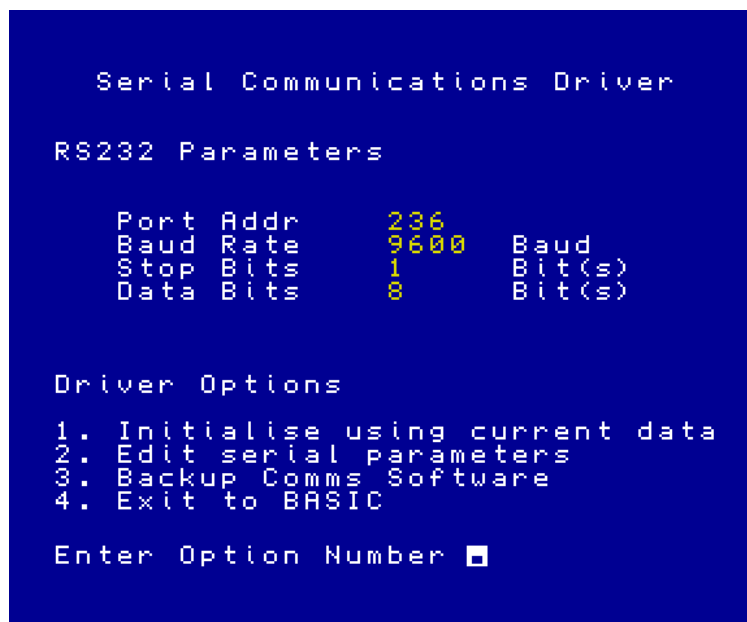 Serial Communications Driver
RS232 Parameters
Port Addr 236
Baud Rate 9600 Baud
Stop Bits 1 Bit(s)
Data Bits 8 Bit(s)
Driver Options
1. Initialise using current data
2. Edit serial parameters
3. Backup Comms Software
4. Exit to BASIC
Enter Option Number